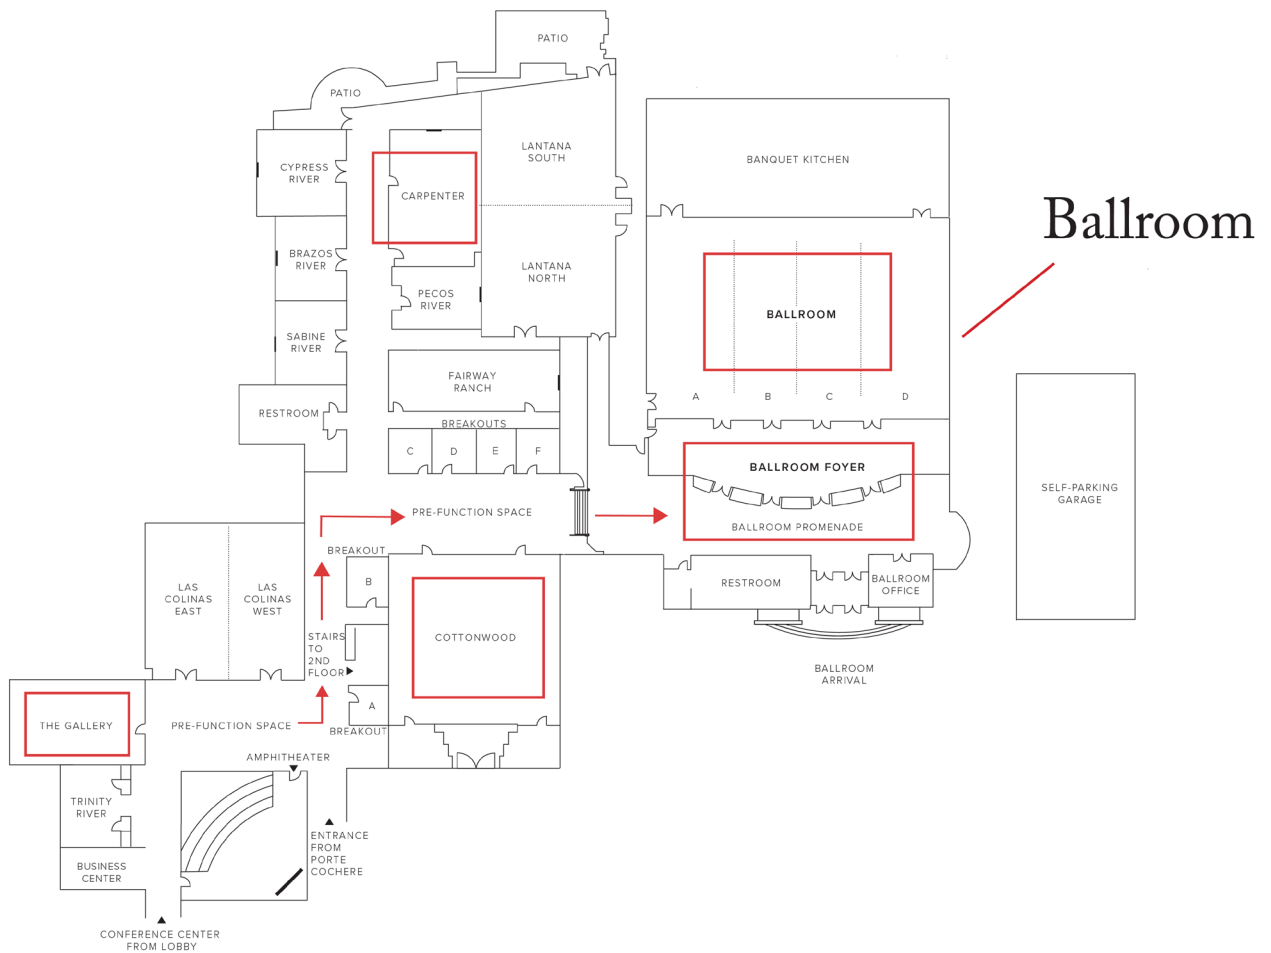 PATIO
PATIO
LANTANA
SOUTH
BANQUET KITCHEN
CYPRESS
RIVER
CARPENTER
Ballroom
BRAZOS
RIVER
LANTANA
NORTH
PECOS
RIVER
BALLROOM
SABINE
RIVER
FAIRWAY
RANCH
A
B
C
D
RESTROOM
BREAKOUTS
C
D
E
F
BALLROOM FOYER
SELF-PARKING
GARAGE
PRE-FUNCTION SPACE
BALLROOM PROMENADE
BREAKOUT
B
LAS
COLINAS
EAST
LAS
COLINAS
WEST
RESTROOM
BALLROOM
OFFICE
STAIRS
TO
2ND
FLOOR
COTTONWOOD
BALLROOM
ARRIVAL
A
THE GALLERY
PRE-FUNCTION SPACE
BREAKOUT
AMPHITHEATER
TRINITY
RIVER
ENTRANCE
FROM
PORTE
COCHERE
BUSINESS
CENTER
CONFERENCE CENTER
FROM LOBBY